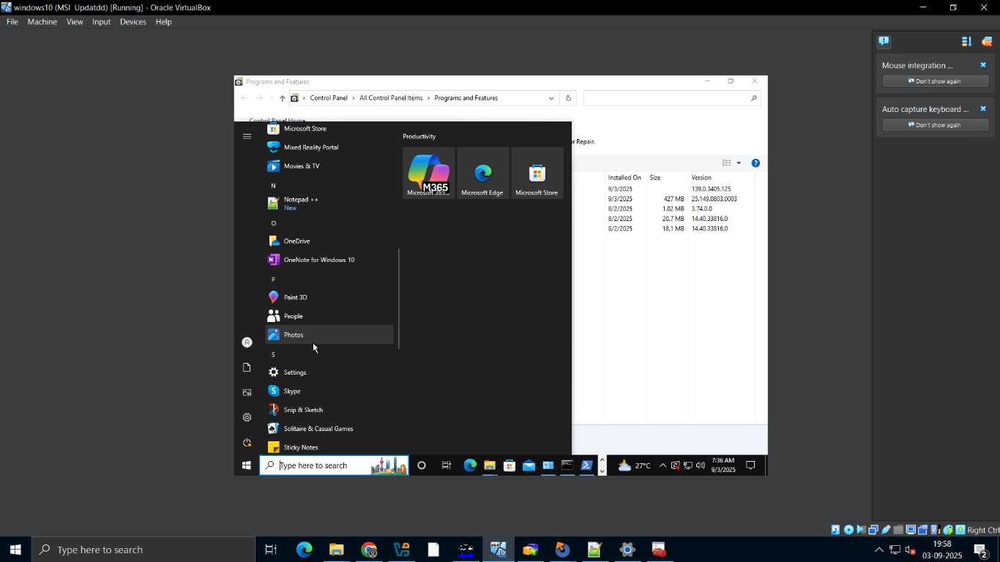 windows10 (MSI Updatdd) [Running] - Oracle VirtualBox
File Machine View Input Devices Help
Mouse integration ...
Don't show again
Auto capture keyboard ...
Don't show again
Programs and Features
Control Panel › All Control Panel Items › Programs and Features
Control Panel Home
or Repair.
Installed On Size Version
9/3/2025 139.0.3405.125
9/3/2025 427 MB 25.149.0803.0003
8/2/2025 1.02 MB 3.74.0.0
8/2/2025 20.7 MB 14.40.33816.0
8/2/2025 18.1 MB 14.40.33816.0
Microsoft Store
Mixed Reality Portal
Movies & TV
N
Notepad ++
New
O
OneDrive
OneNote for Windows 10
P
Paint 3D
People
Photos
S
Settings
Skype
Snip & Sketch
Solitaire & Casual Games
Sticky Notes
Productivity
M365
Microsoft 365...
Microsoft Edge
Microsoft Store
Type here to search
27°C
7:36 AM
9/3/2025
Right Ctrl
Type here to search
19:58
03-09-2025
2